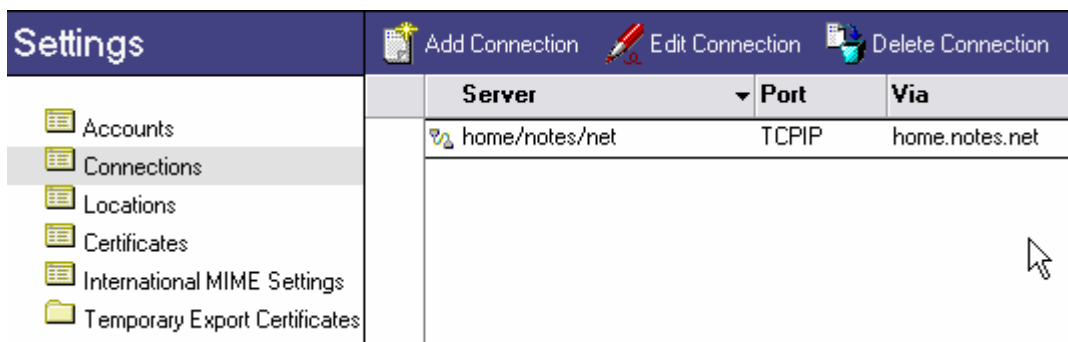 Settings
Add Connection Edit Connection Delete Connection
Server Port Via
home/notes/net TCPIP home.notes.net
Accounts
Connections
Locations
Certificates
International MIME Settings
Temporary Export Certificates